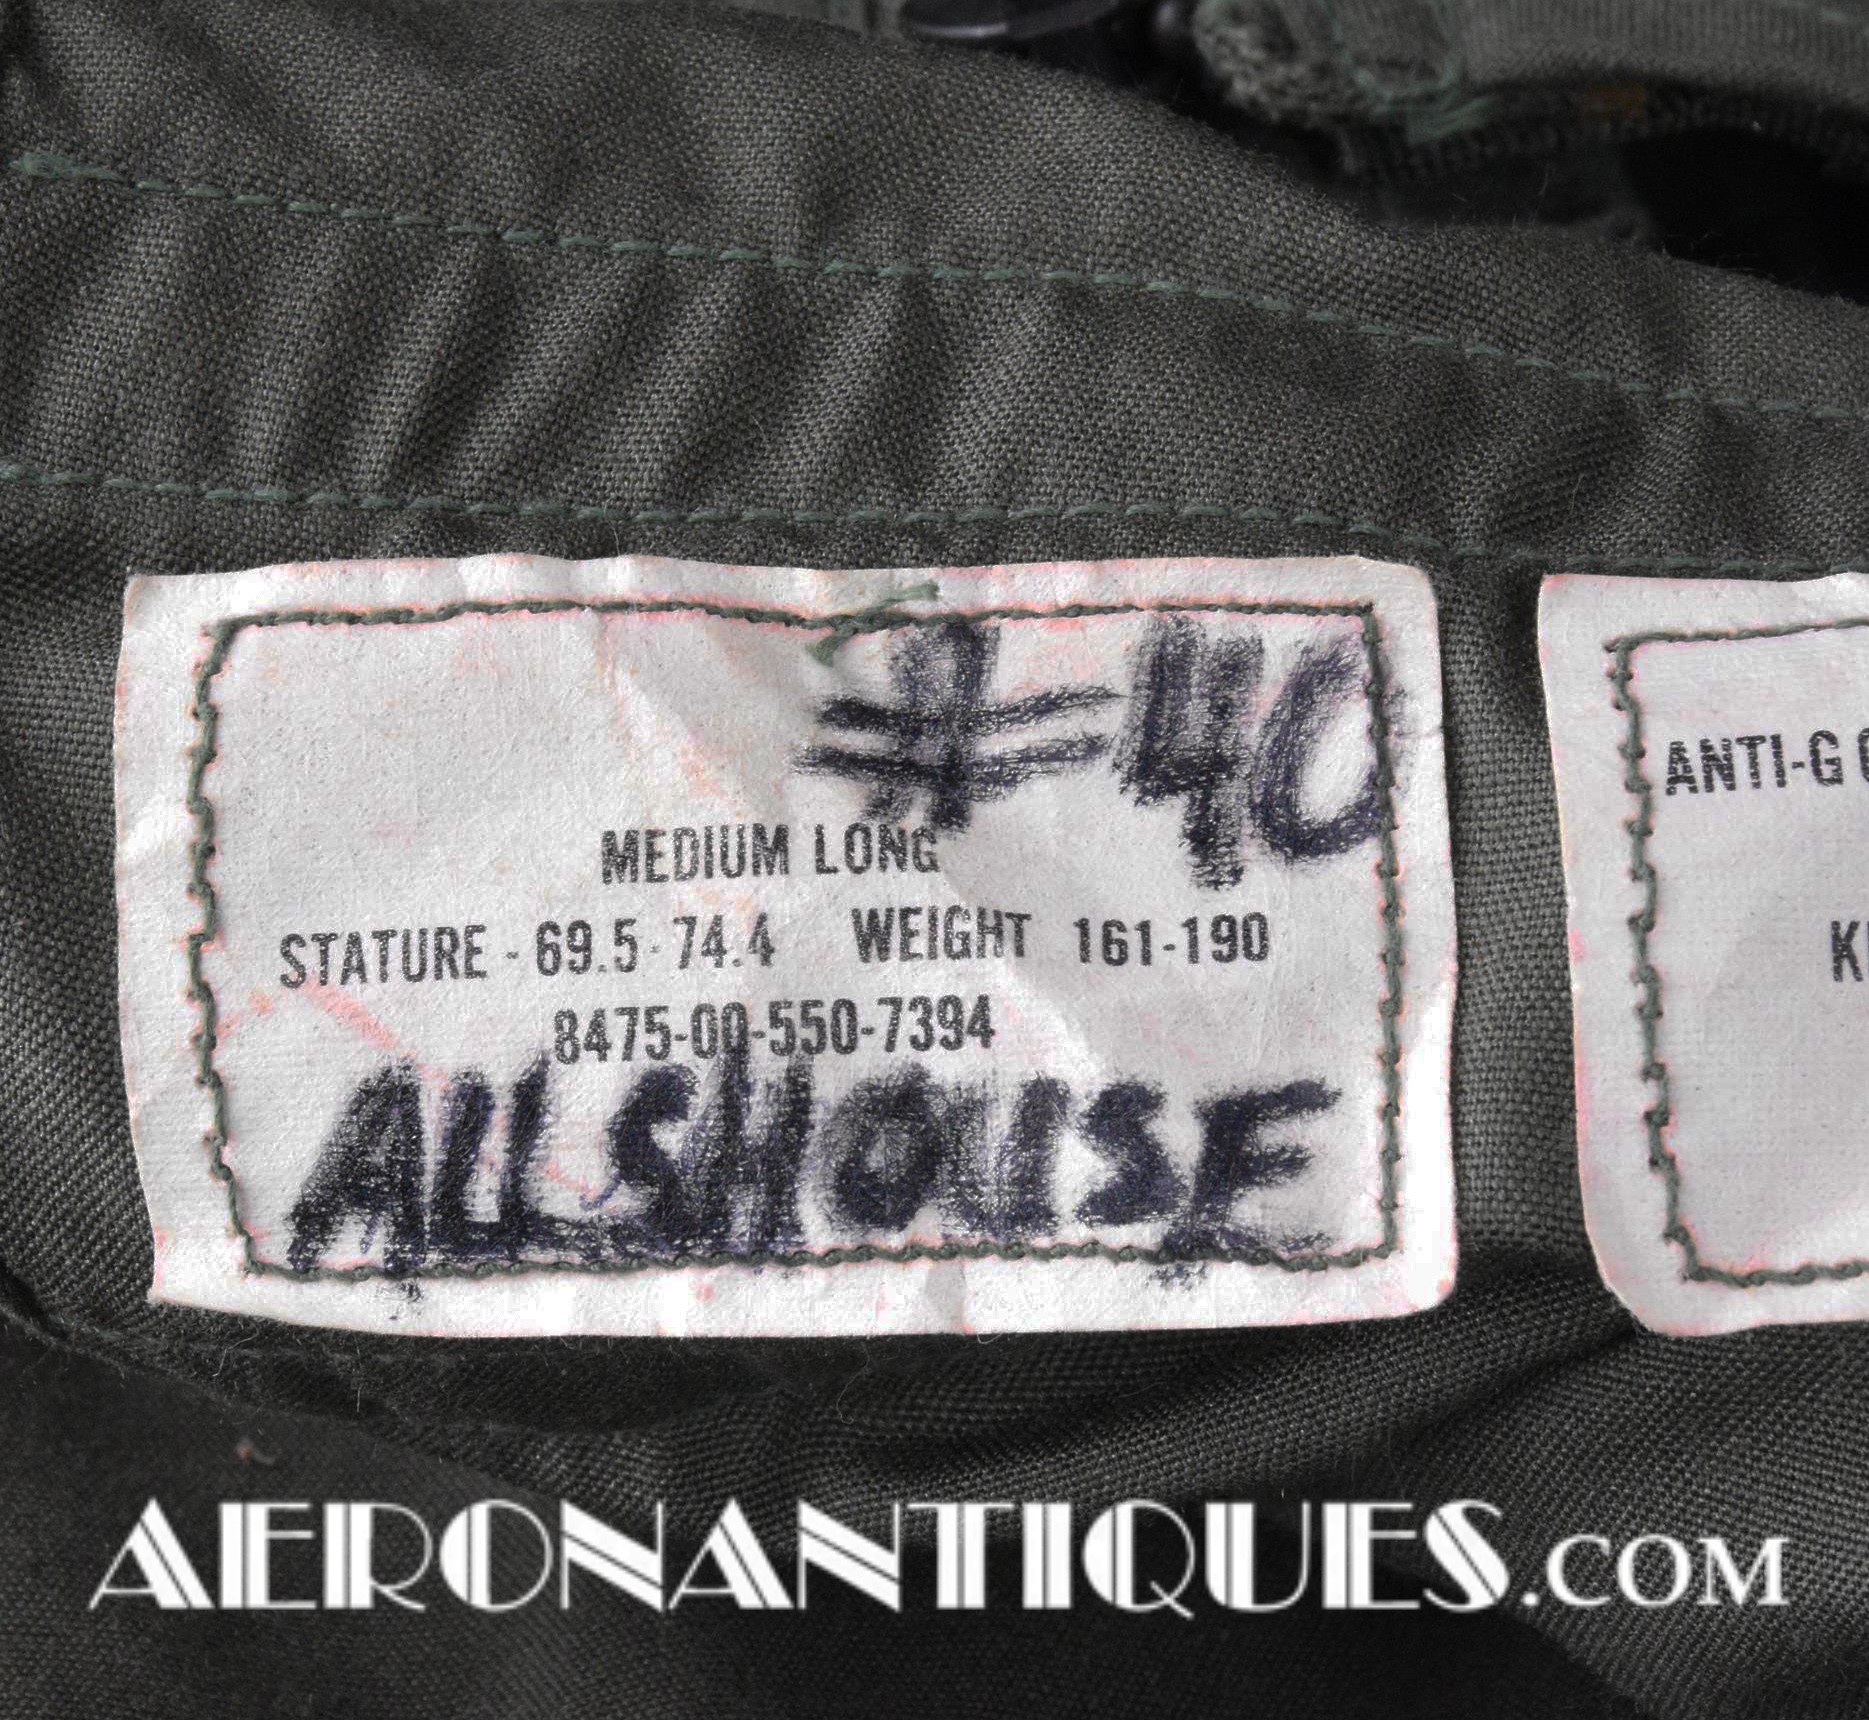 #40
MEDIUM LONG
STATURE - 69.5 - 74.4 WEIGHT 161-190
8475-00-550-7394
ALLSHOUSE
ANTI-G
AERONANTIQUES.COM